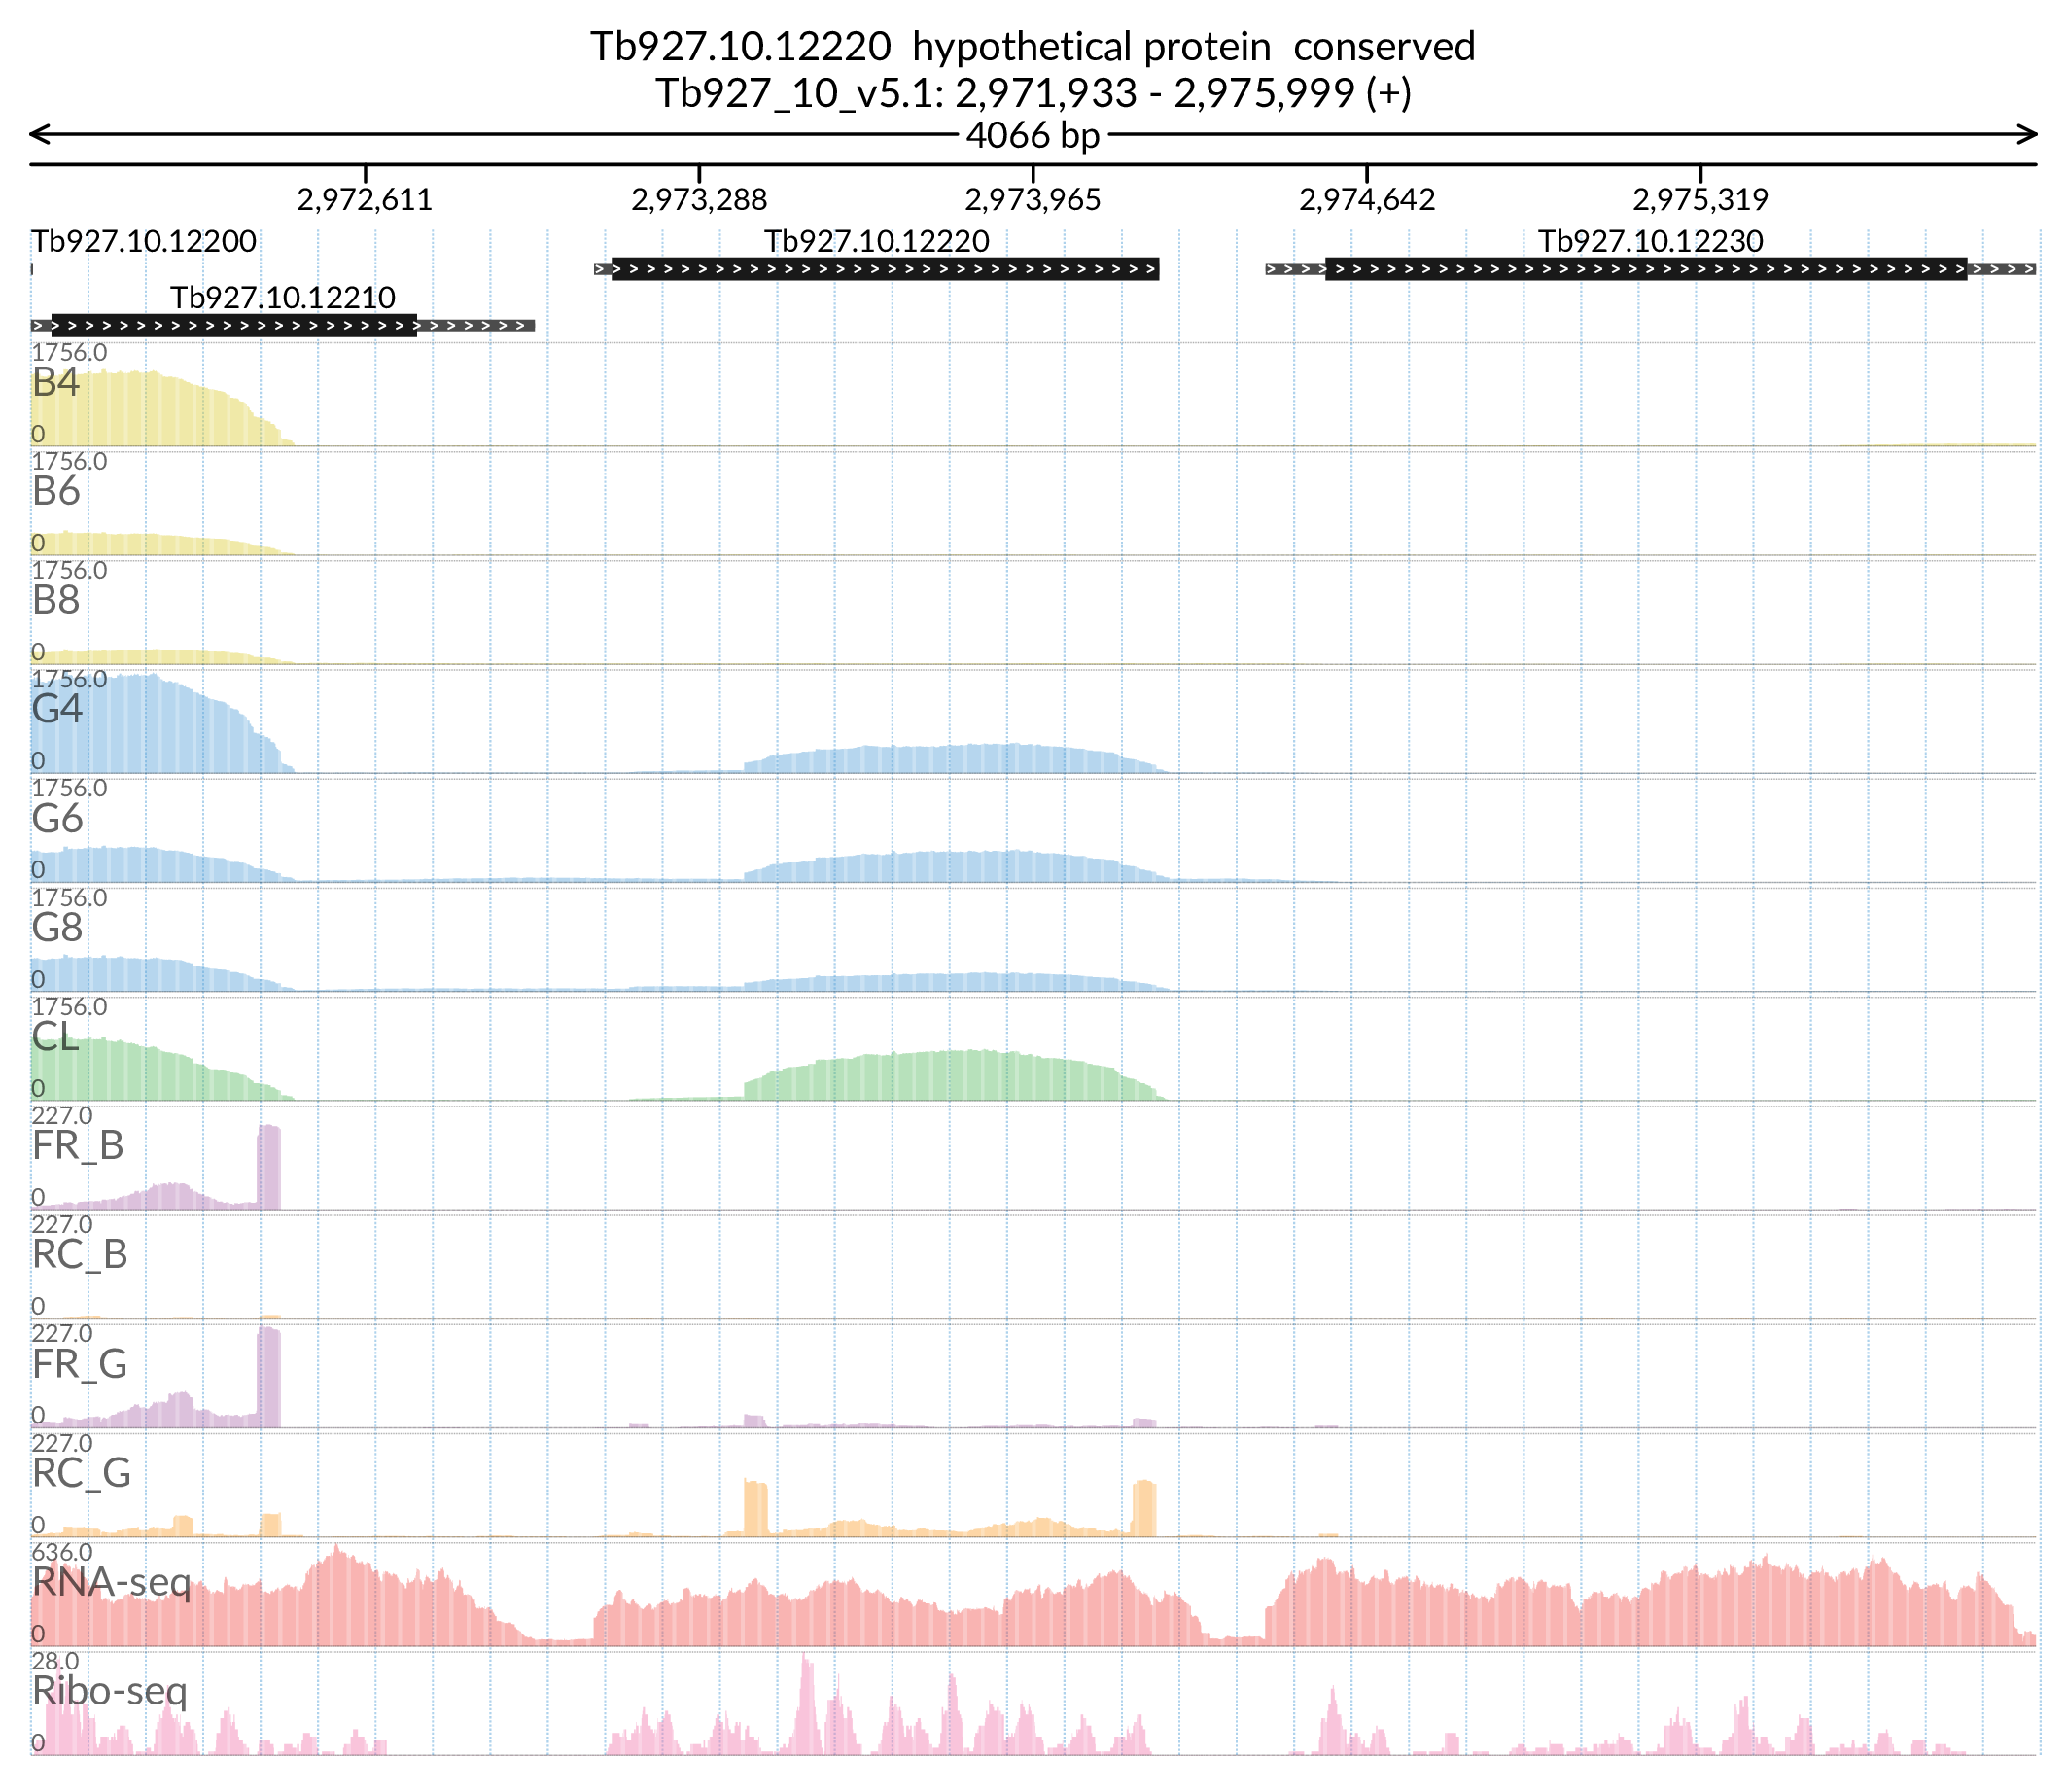 Tb927.10.12220  hypothetical protein  conserved
Tb927_10_v5.1: 2,971,933 - 2,975,999 (+)
4066 bp
2,972,611 2,973,288 2,973,965 2,974,642 2,975,319
Tb927.10.12200 Tb927.10.12220 Tb927.10.12230
Tb927.10.12210
1756.0
B4
0
1756.0
B6
0
1756.0
B8
0
1756.0
G4
0
1756.0
G6
0
1756.0
G8
0
1756.0
CL
0
227.0
FR_B
0
227.0
RC_B
0
227.0
FR_G
0
227.0
RC_G
0
636.0
RNA-seq
0
28.0
Ribo-seq
0